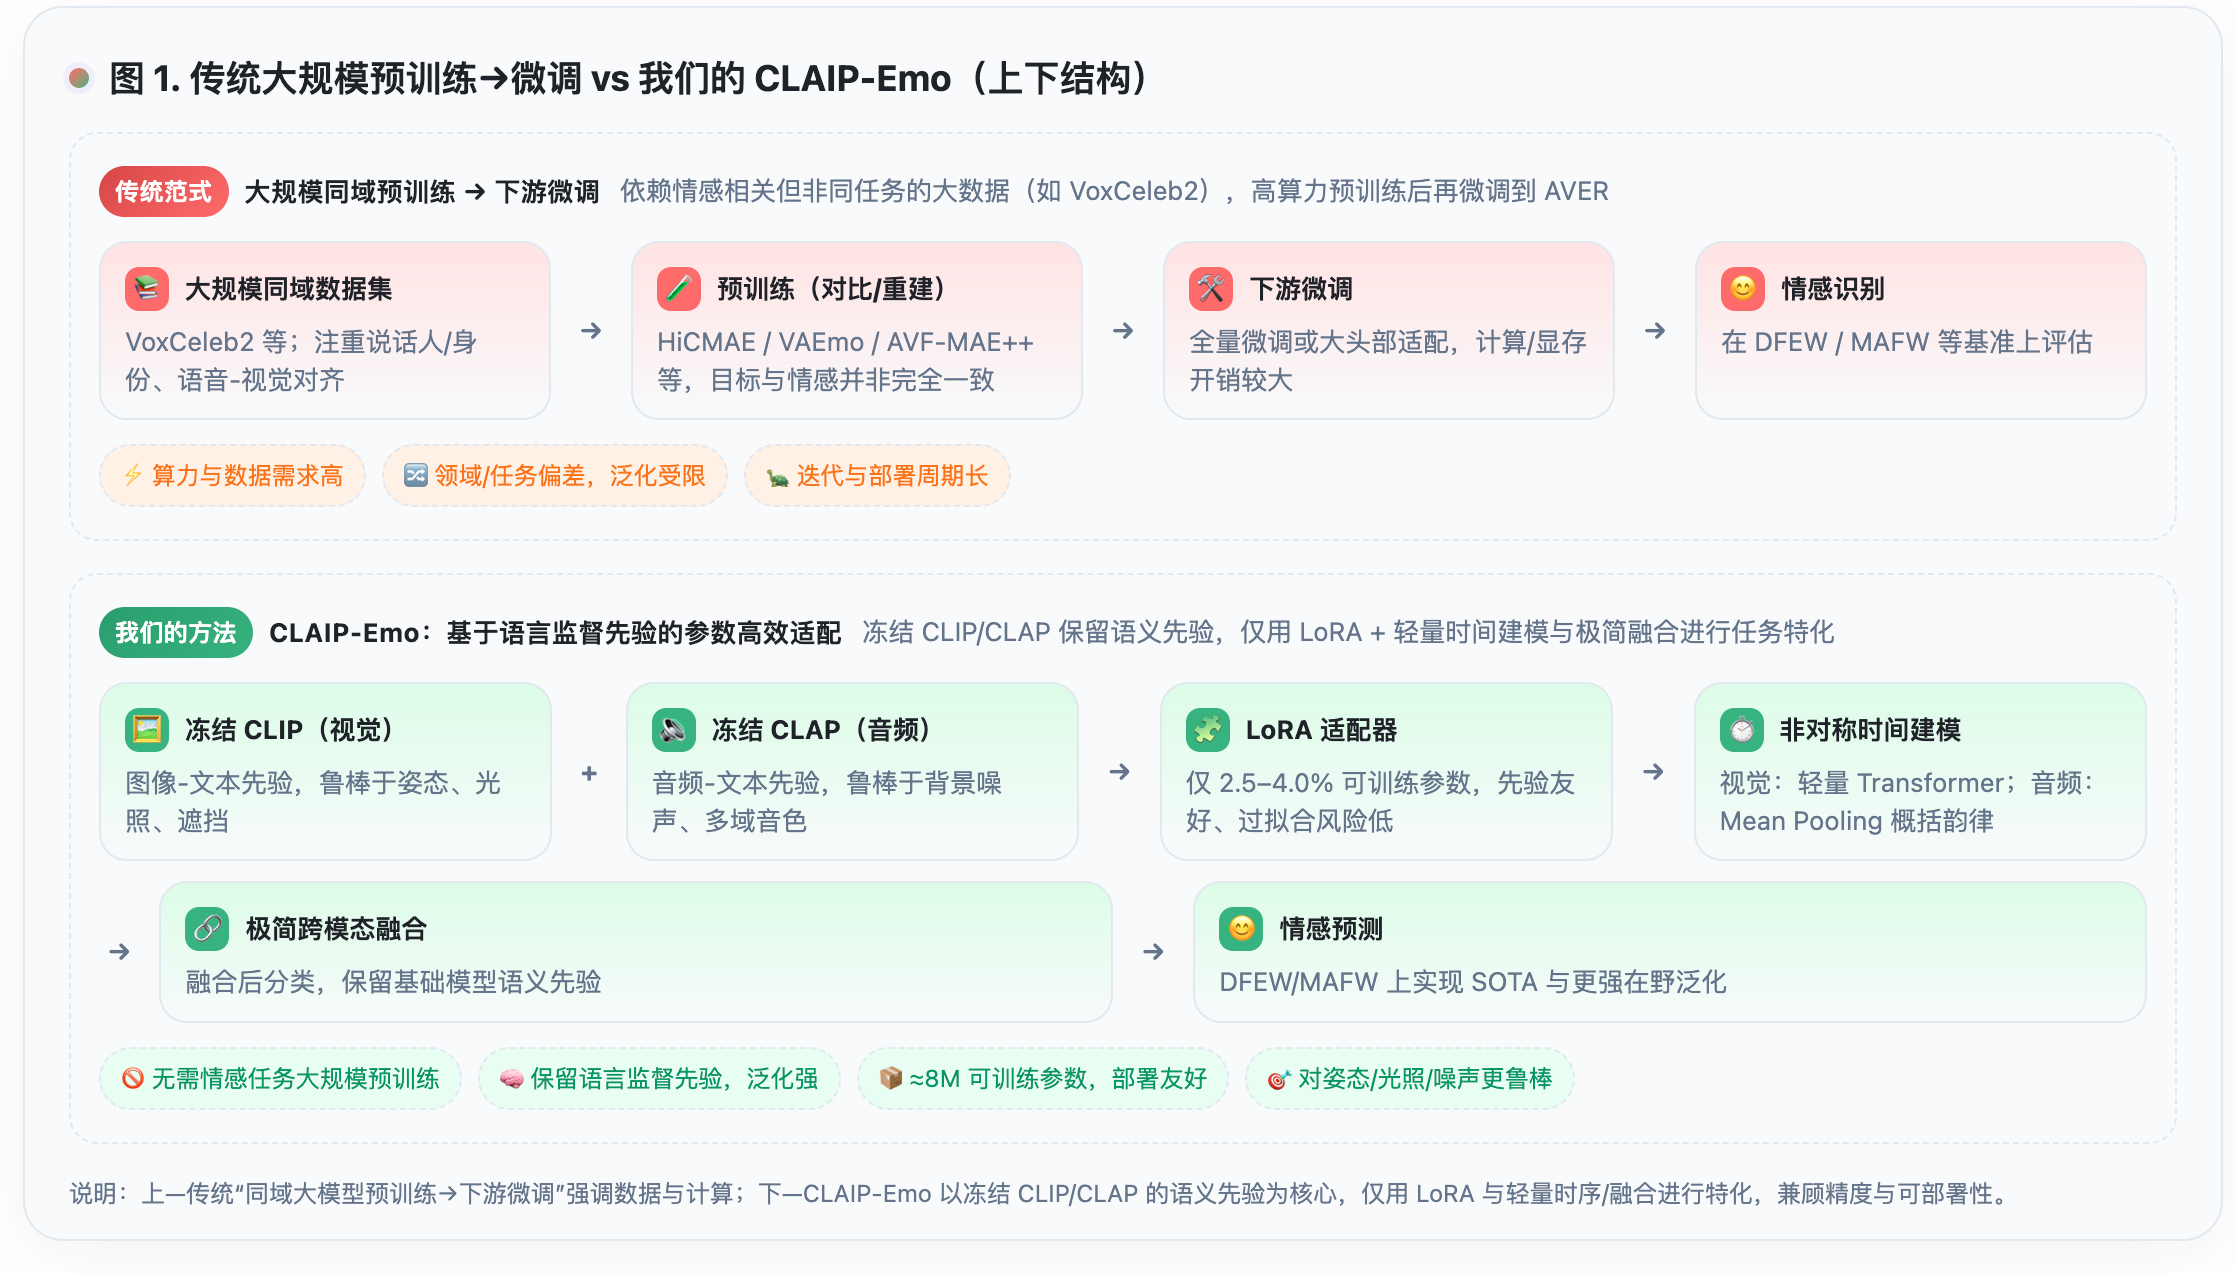 图 1. 传统大规模预训练→微调 vs 我们的 CLAIP-Emo（上下结构）
传统范式 大规模同域预训练 → 下游微调 依赖情感相关但非同任务的大数据（如 VoxCeleb2），高算力预训练后再微调到 AVER
大规模同域数据集
VoxCeleb2 等；注重说话人/身
份、语音-视觉对齐
→
预训练（对比/重建）
HiCMAE / VAEmo / AVF-MAE++
等，目标与情感并非完全一致
→
下游微调
全量微调或大头部适配，计算/显存
开销较大
→
情感识别
在 DFEW / MAFW 等基准上评估
⚡ 算力与数据需求高
🔀 领域/任务偏差，泛化受限
🐢 迭代与部署周期长
我们的方法 CLAIP-Emo：基于语言监督先验的参数高效适配 冻结 CLIP/CLAP 保留语义先验，仅用 LoRA + 轻量时间建模与极简融合进行任务特化
冻结 CLIP（视觉）
图像-文本先验，鲁棒于姿态、光
照、遮挡
+
冻结 CLAP（音频）
音频-文本先验，鲁棒于背景噪
声、多域音色
→
LoRA 适配器
仅 2.5–4.0% 可训练参数，先验友
好、过拟合风险低
→
非对称时间建模
视觉：轻量 Transformer；音频：
Mean Pooling 概括韵律
→
极简跨模态融合
融合后分类，保留基础模型语义先验
→
情感预测
DFEW/MAFW 上实现 SOTA 与更强在野泛化
🚫 无需情感任务大规模预训练
🧠 保留语言监督先验，泛化强
📦 ≈8M 可训练参数，部署友好
🎯 对姿态/光照/噪声更鲁棒
说明：上—传统“同域大模型预训练→下游微调”强调数据与计算；下—CLAIP-Emo 以冻结 CLIP/CLAP 的语义先验为核心，仅用 LoRA 与轻量时序/融合进行特化，兼顾精度与可部署性。